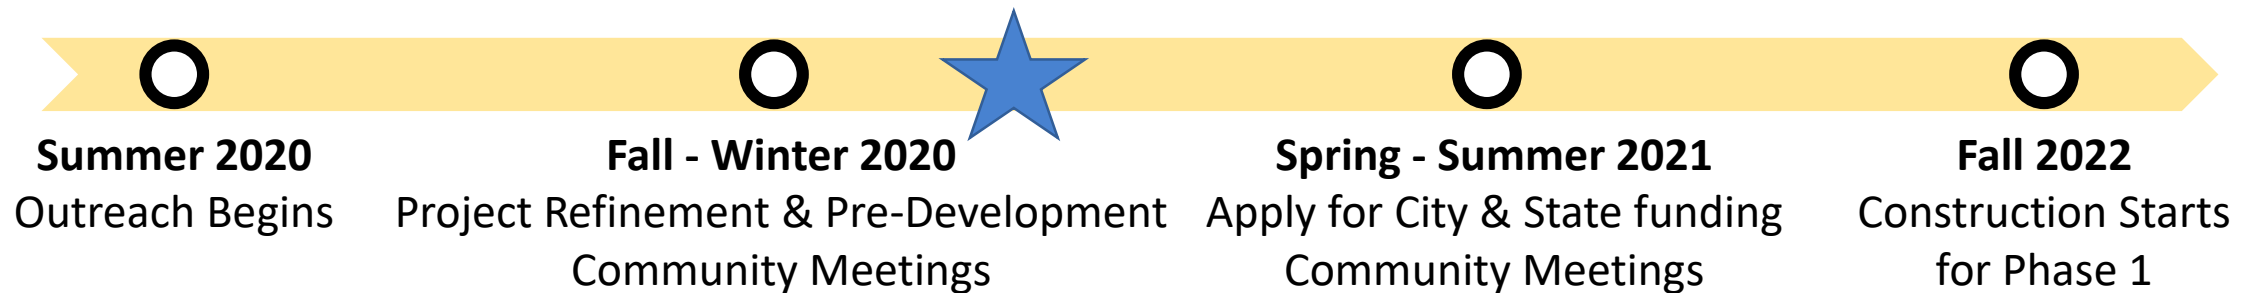 Summer 2020
Outreach Begins
Fall - Winter 2020
Project Refinement & Pre-Development
Community Meetings
Spring - Summer 2021
Apply for City & State funding
Community Meetings
Fall 2022
Construction Starts
for Phase 1